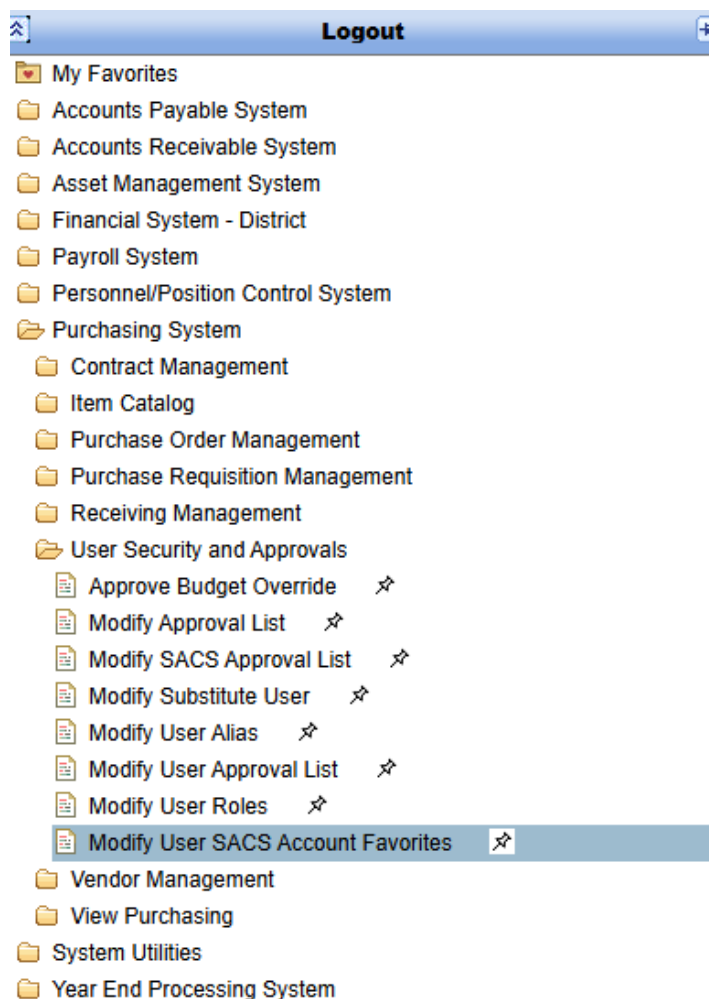 Logout
My Favorites
Accounts Payable System
Accounts Receivable System
Asset Management System
Financial System - District
Payroll System
Personnel/Position Control System
Purchasing System
Contract Management
Item Catalog
Purchase Order Management
Purchase Requisition Management
Receiving Management
User Security and Approvals
Approve Budget Override
Modify Approval List
Modify SACS Approval List
Modify Substitute User
Modify User Alias
Modify User Approval List
Modify User Roles
Modify User SACS Account Favorites
Vendor Management
View Purchasing
System Utilities
Year End Processing System